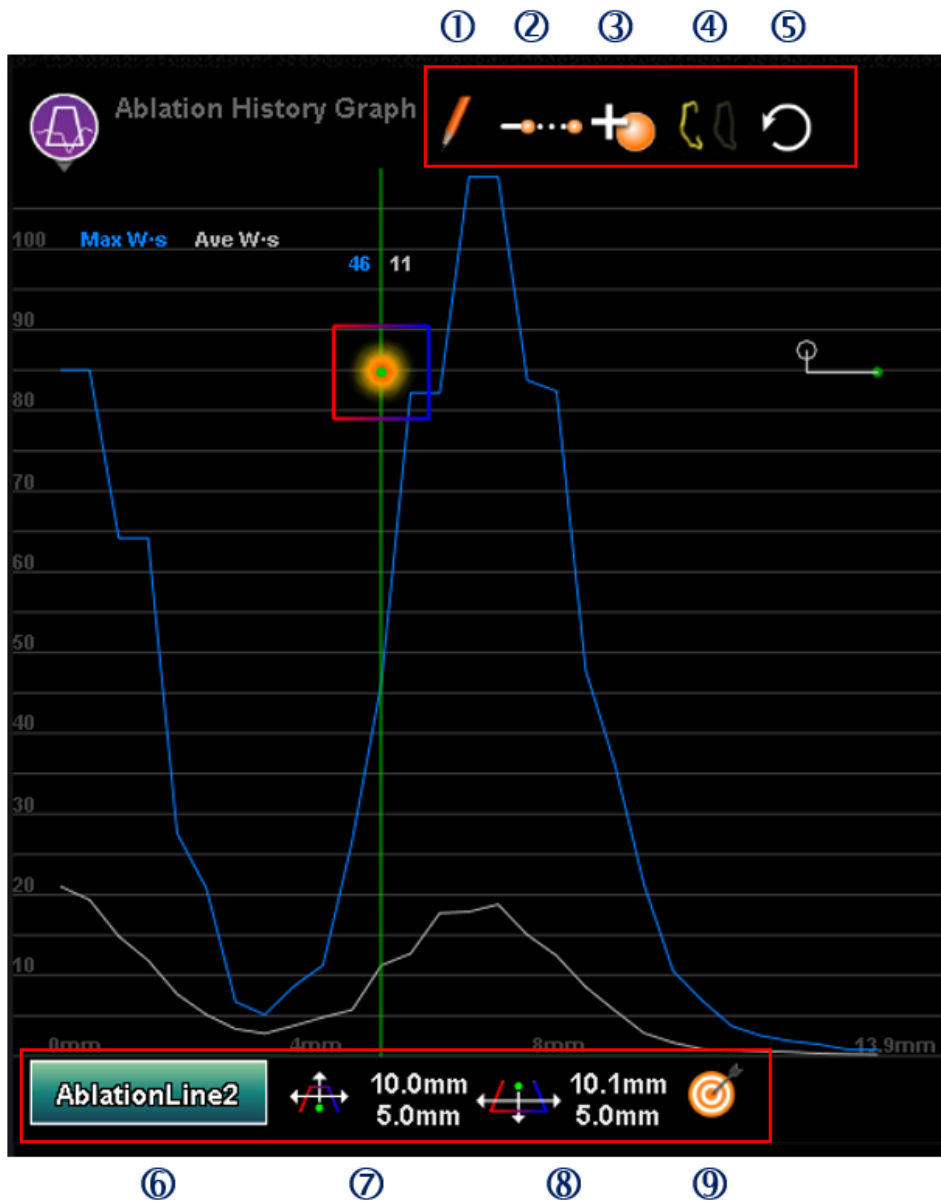 ① ② ③ ④ ⑤
Ablation History Graph
100 Max W·s Ave W·s
46 11
90
80
70
60
50
40
30
20
10
0mm 4mm 8mm 13.9mm
AblationLine2 10.0mm 10.1mm
5.0mm 5.0mm
⑥ ⑦ ⑧ ⑨